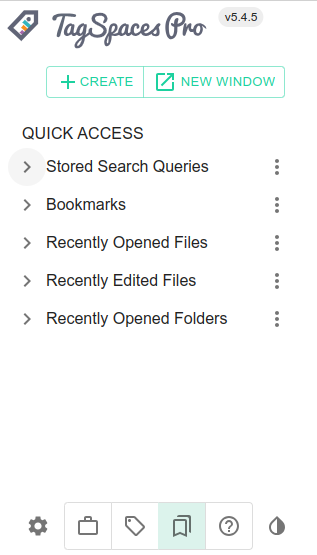 TagSpaces Pro
v5.4.5
CREATE
NEW WINDOW
QUICK ACCESS
Stored Search Queries
Bookmarks
Recently Opened Files
Recently Edited Files
Recently Opened Folders